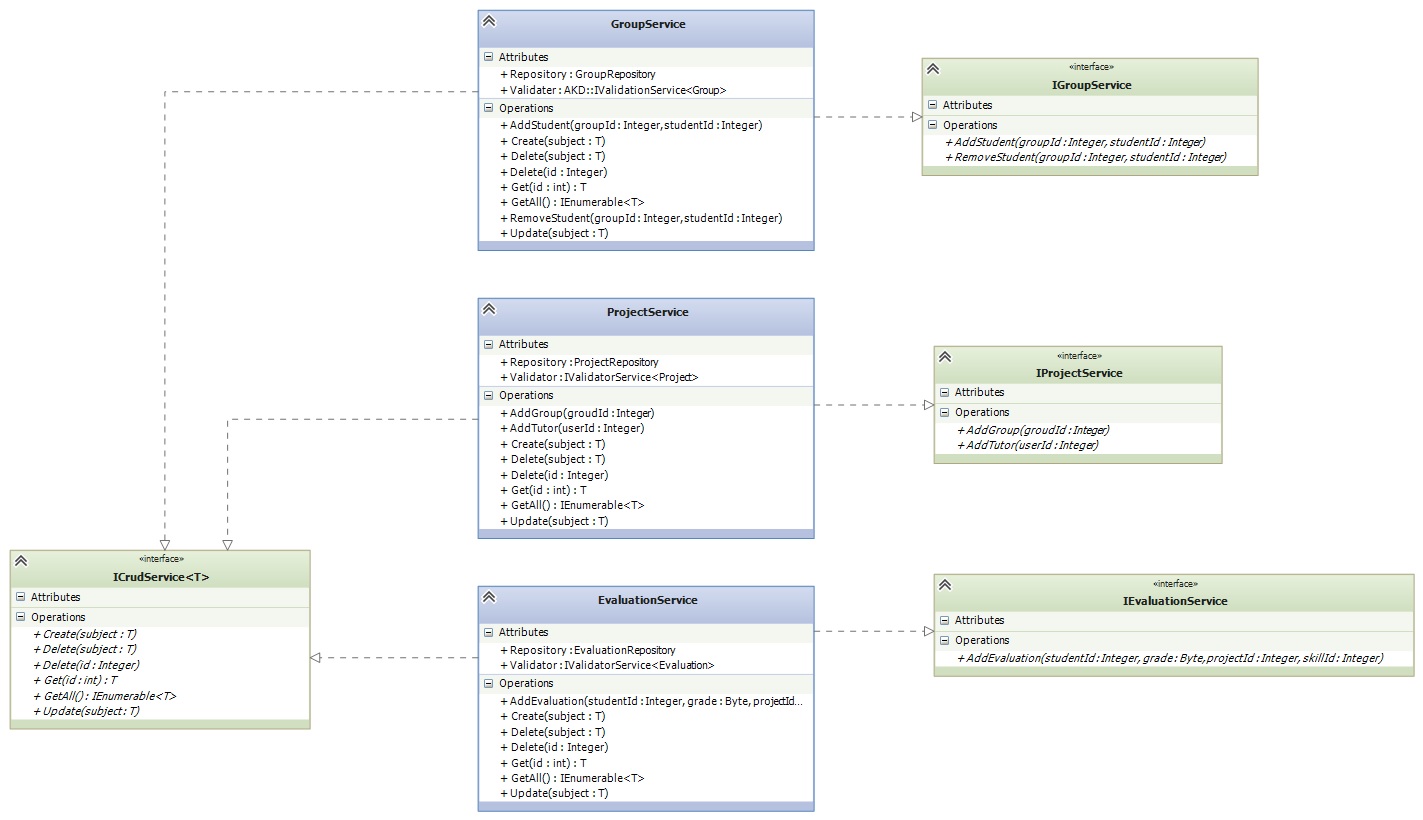 GroupService
Attributes
+ Repository : GroupRepository
+ Validater : AKD::IValidationService<Group>
Operations
+ AddStudent(groupId : Integer, studentId : Integer)
+ Create(subject : T)
+ Delete(subject : T)
+ Delete(id : Integer)
+ Get(id : int) : T
+ GetAll() : IEnumerable<T>
+ RemoveStudent(groupId : Integer, studentId : Integer)
+ Update(subject : T)
«interface»
IGroupService
Attributes
Operations
+ AddStudent(groupId : Integer, studentId : Integer)
+ RemoveStudent(groupId : Integer, studentId : Integer)
ProjectService
Attributes
+ Repository : ProjectRepository
+ Validator : IValidatorService<Project>
Operations
+ AddGroup(groudId : Integer)
+ AddTutor(userId : Integer)
+ Create(subject : T)
+ Delete(subject : T)
+ Delete(id : Integer)
+ Get(id : int) : T
+ GetAll() : IEnumerable<T>
+ Update(subject : T)
«interface»
IProjectService
Attributes
Operations
+ AddGroup(groudId : Integer)
+ AddTutor(userId : Integer)
«interface»
ICrudService<T>
Attributes
Operations
+ Create(subject : T)
+ Delete(subject : T)
+ Delete(id : Integer)
+ Get(id : int) : T
+ GetAll() : IEnumerable<T>
+ Update(subject : T)
EvaluationService
Attributes
+ Repository : EvaluationRepository
+ Validator : IValidatorService<Evaluation>
Operations
+ AddEvaluation(studentId : Integer, grade : Byte, projectId...
+ Create(subject : T)
+ Delete(subject : T)
+ Delete(id : Integer)
+ Get(id : int) : T
+ GetAll() : IEnumerable<T>
+ Update(subject : T)
«interface»
IEvaluationService
Attributes
Operations
+ AddEvaluation(studentId : Integer, grade : Byte, projectId : Integer, skillId : Integer)